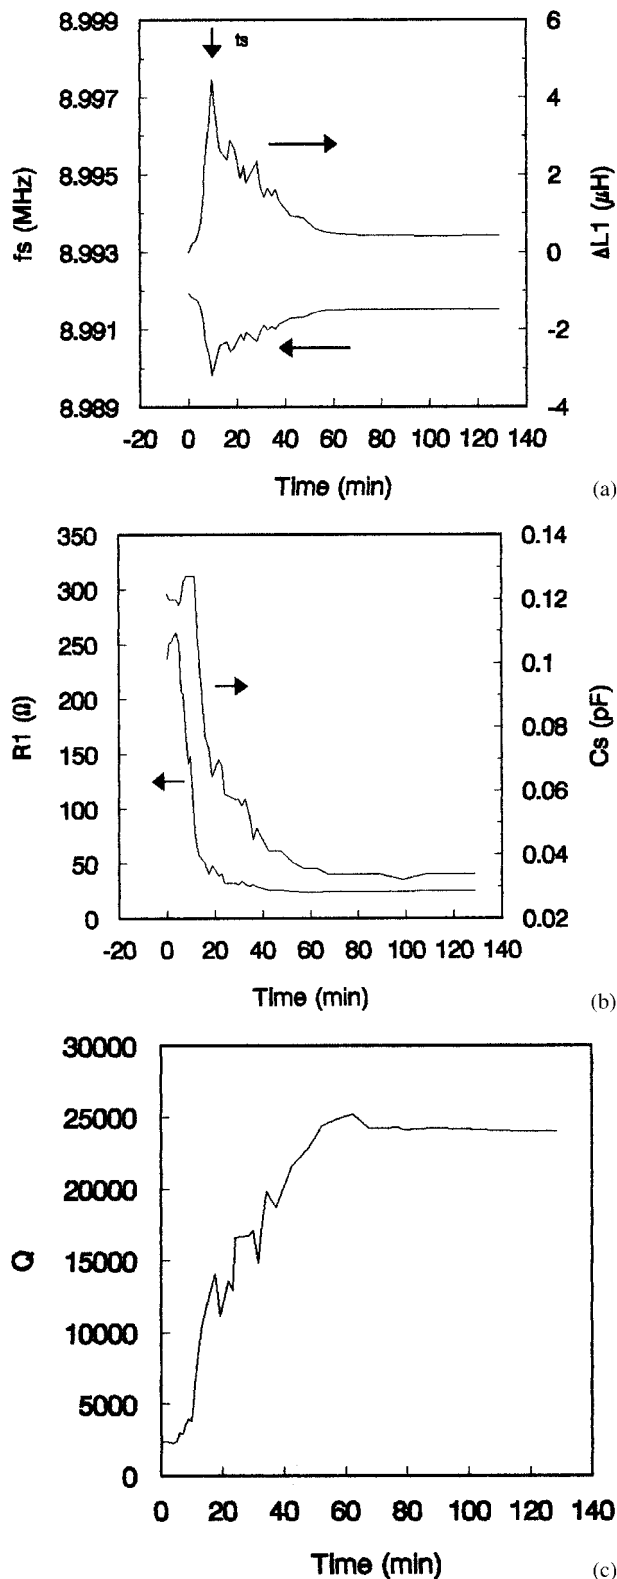 8.999
8.997
8.995
8.993
8.991
8.989
fs (MHz)
ts
6
4
2
0
-2
-4
ΔL1 (μH)
-20 0 20 40 60 80 100 120 140
Time (min)
(a)
350
300
250
200
150
100
50
0
R1 (Ω)
0.14
0.12
0.1
0.08
0.06
0.04
0.02
Cs (pF)
-20 0 20 40 60 80 100 120 140
Time (min)
(b)
30000
25000
20000
15000
10000
5000
0
Q
0 20 40 60 80 100 120 140
Time (min)
(c)